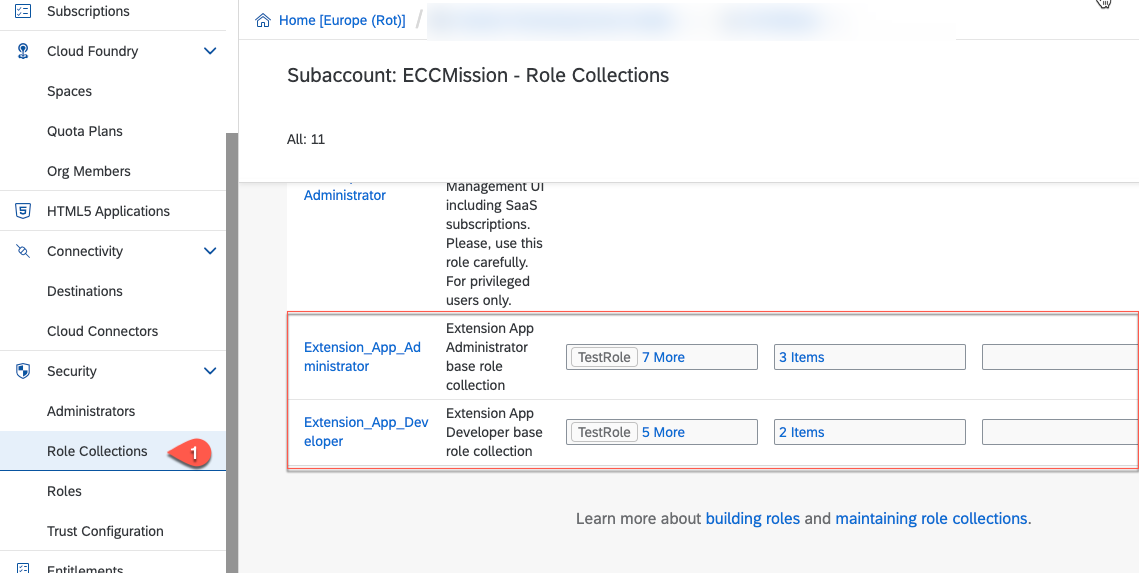 Subscriptions
Cloud Foundry
Spaces
Quota Plans
Org Members
HTML5 Applications
Connectivity
Destinations
Cloud Connectors
Security
Administrators
Role Collections
1
Roles
Trust Configuration
Entitlements
Home [Europe (Rot)] /
Subaccount: ECCMission - Role Collections
All: 11
Administrator
Management UI
including SaaS
subscriptions.
Please, use this
role carefully.
For privileged
users only.
Extension_App_Ad
ministrator
Extension App
Administrator
base role
collection
TestRole 7 More
3 Items
Extension_App_Dev
eloper
Extension App
Developer base
role collection
TestRole 5 More
2 Items
Learn more about building roles and maintaining role collections.